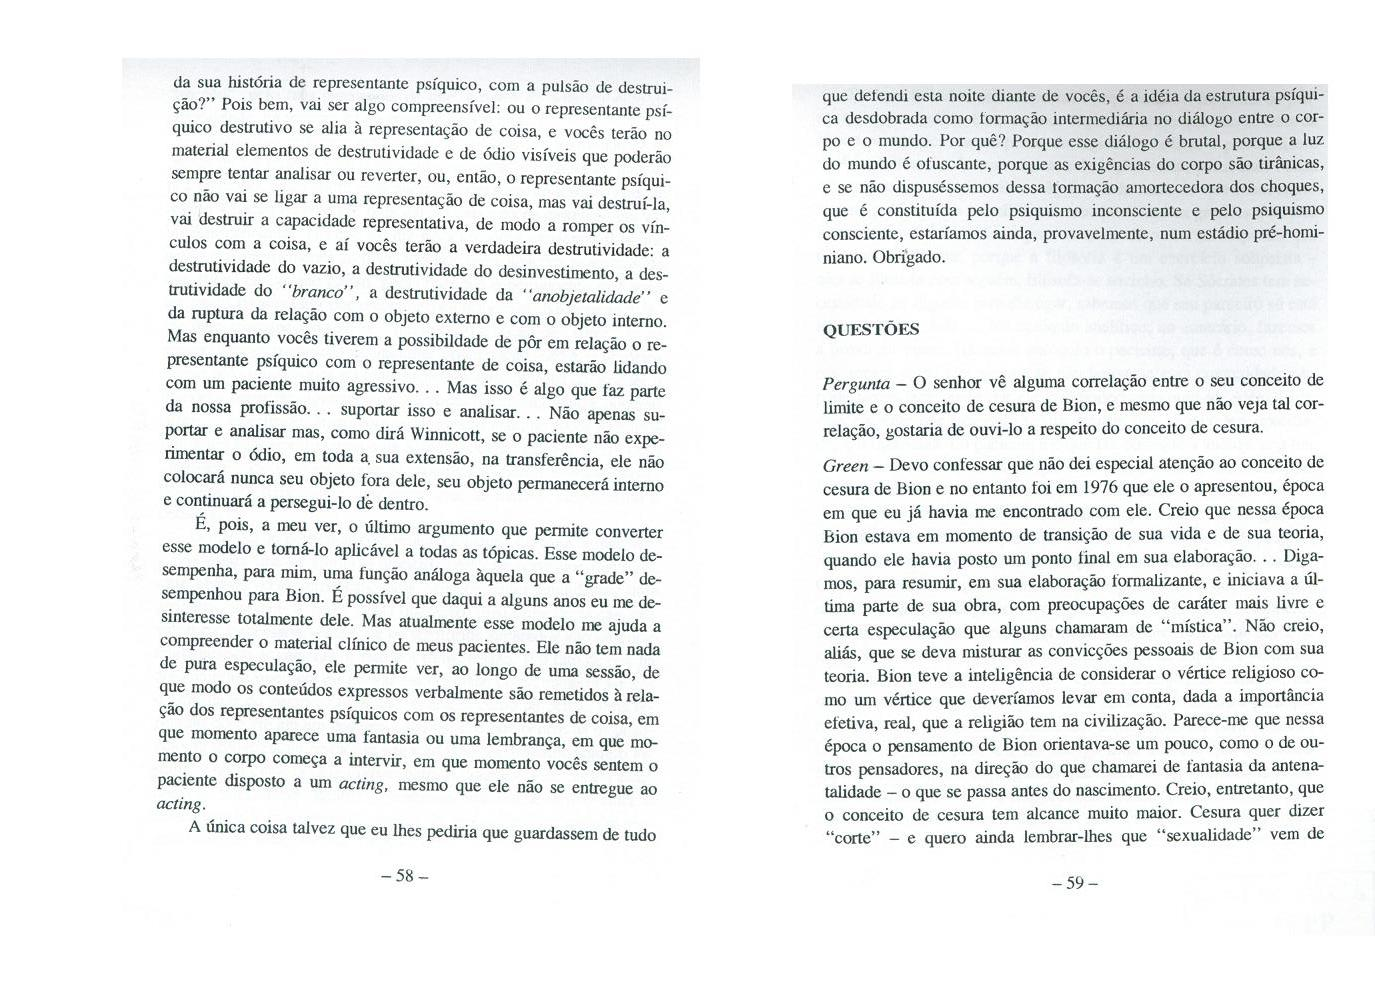 da sua história de representante psíquico, com a pulsão de destrui-
ção?” Pois bem, vai ser algo compreensível: ou o representante psí-
quico destrutivo se alia à representação de coisa, e vocês terão no
material elementos de destrutividade e de ódio visíveis que poderão
sempre tentar analisar ou reverter, ou, então, o representante psíqui-
co não vai se ligar a uma representação de coisa, mas vai destruí-la,
vai destruir a capacidade representativa, de modo a romper os vín-
culos com a coisa, e aí vocês terão a verdadeira destrutividade: a
destrutividade do vazio, a destrutividade do desinvestimento, a des-
trutividade do “branco”, a destrutividade da “anobjetalidade” e
da ruptura da relação com o objeto externo e com o objeto interno.
Mas enquanto vocês tiverem a possibildade de pôr em relação o re-
presentante psíquico com o representante de coisa, estarão lidando
com um paciente muito agressivo. . . Mas isso é algo que faz parte
da nossa profissão. . . suportar isso e analisar. . . Não apenas su-
portar e analisar mas, como dirá Winnicott, se o paciente não expe-
rimentar o ódio, em toda a sua extensão, na transferência, ele não
colocará nunca seu objeto fora dele, seu objeto permanecerá interno
e continuará a persegui-lo de dentro.
É, pois, a meu ver, o último argumento que permite converter
esse modelo e torná-lo aplicável a todas as tópicas. Esse modelo de-
sempenha, para mim, uma função análoga àquela que a “grade” de-
sempenhou para Bion. É possível que daqui a alguns anos eu me de-
sinteresse totalmente dele. Mas atualmente esse modelo me ajuda a
compreender o material clínico de meus pacientes. Ele não tem nada
de pura especulação, ele permite ver, ao longo de uma sessão, de
que modo os conteúdos expressos verbalmente são remetidos à rela-
ção dos representantes psíquicos com os representantes de coisa, em
que momento aparece uma fantasia ou uma lembrança, em que mo-
mento o corpo começa a intervir, em que momento vocês sentem o
paciente disposto a um acting, mesmo que ele não se entregue ao
acting.
A única coisa talvez que eu lhes pediria que guardassem de tudo
– 58 –
que defendi esta noite diante de vocês, é a idéia da estrutura psíqui-
ca desdobrada como formação intermediária no diálogo entre o cor-
po e o mundo. Por quê? Porque esse diálogo é brutal, porque a luz
do mundo é ofuscante, porque as exigências do corpo são tirânicas,
e se não dispuséssemos dessa formação amortecedora dos choques,
que é constituída pelo psiquismo inconsciente e pelo psiquismo
consciente, estaríamos ainda, provavelmente, num estádio pré-homi-
niano. Obrigado.
QUESTÕES
Pergunta – O senhor vê alguma correlação entre o seu conceito de
limite e o conceito de cesura de Bion, e mesmo que não veja tal cor-
relação, gostaria de ouvi-lo a respeito do conceito de cesura.
Green – Devo confessar que não dei especial atenção ao conceito de
cesura de Bion e no entanto foi em 1976 que ele o apresentou, época
em que eu já havia me encontrado com ele. Creio que nessa época
Bion estava em momento de transição de sua vida e de sua teoria,
quando ele havia posto um ponto final em sua elaboração. . . Diga-
mos, para resumir, em sua elaboração formalizante, e iniciava a úl-
tima parte de sua obra, com preocupações de caráter mais livre e
certa especulação que alguns chamaram de “mística”. Não creio,
aliás, que se deva misturar as convicções pessoais de Bion com sua
teoria. Bion teve a inteligência de considerar o vértice religioso co-
mo um vértice que deveríamos levar em conta, dada a importância
efetiva, real, que a religião tem na civilização. Parece-me que nessa
época o pensamento de Bion orientava-se um pouco, como o de ou-
tros pensadores, na direção do que chamarei de fantasia da antena-
talidade – o que se passa antes do nascimento. Creio, entretanto, que
o conceito de cesura tem alcance muito maior. Cesura quer dizer
“corte” – e quero ainda lembrar-lhes que “sexualidade” vem de
– 59 –